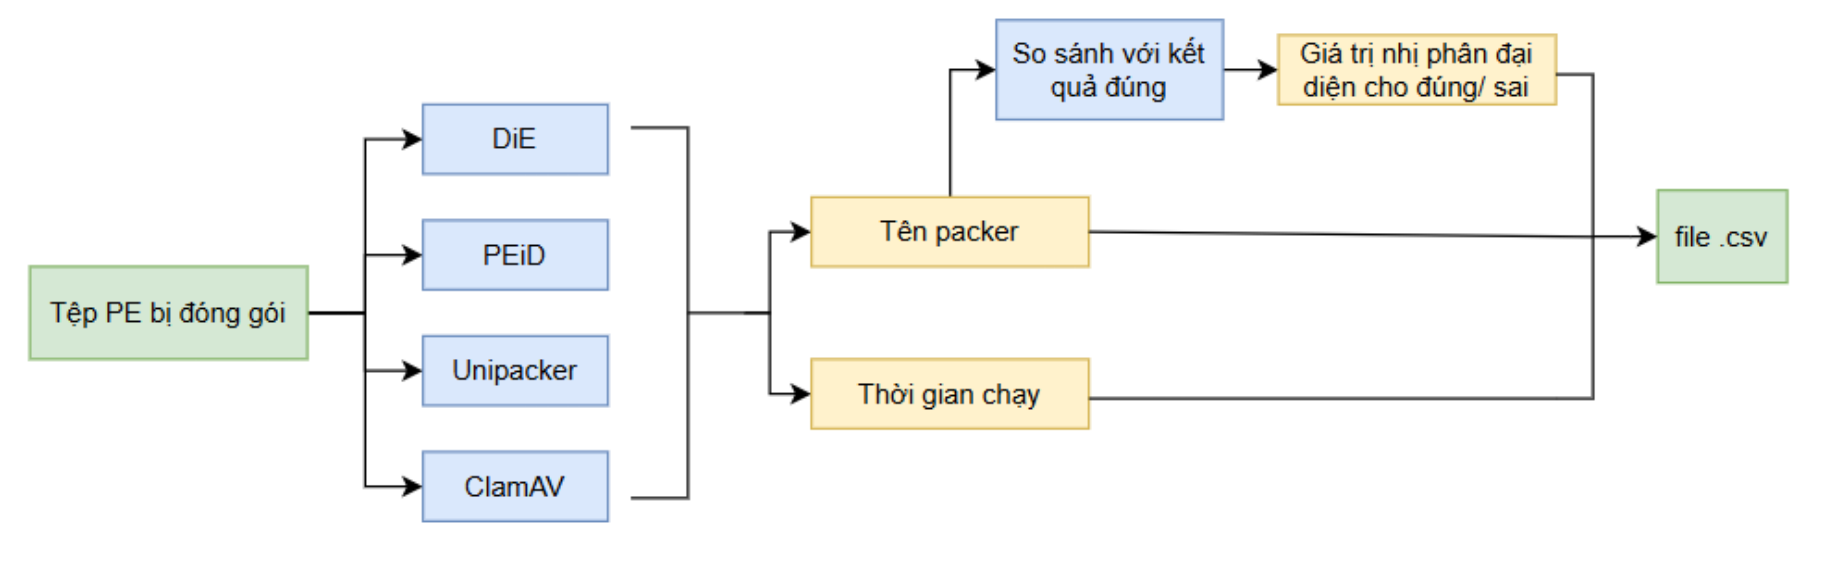 Tệp PE bị đóng gói
DiE
PEiD
Unipacker
ClamAV
Tên packer
Thời gian chạy
So sánh với kết
quả đúng
Giá trị nhị phân đại
diện cho đúng/ sai
file .csv